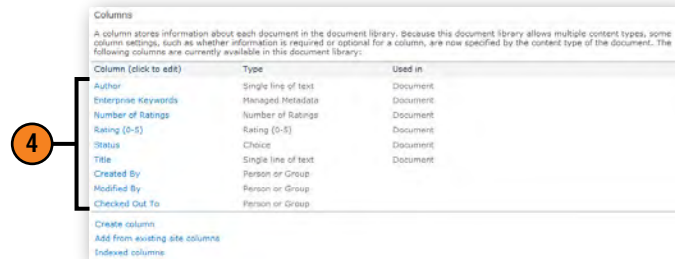 Columns
A column stores information about each document in the document library. Because this document library allows multiple content types, some
column settings, such as whether information is required or optional for a column, are now specified by the content type of the document. The
following columns are currently available in this document library:
Column (click to edit) Type Used in
Author Single line of text Document
Enterprise Keywords Managed Metadata Document
Number of Ratings Number of Ratings Document
Rating (0-5) Rating (0-5) Document
Status Choice Document
Title Single line of text Document
Created By Person or Group
Modified By Person or Group
Checked Out To Person or Group
4
Create column
Add from existing site columns
Indexed columns